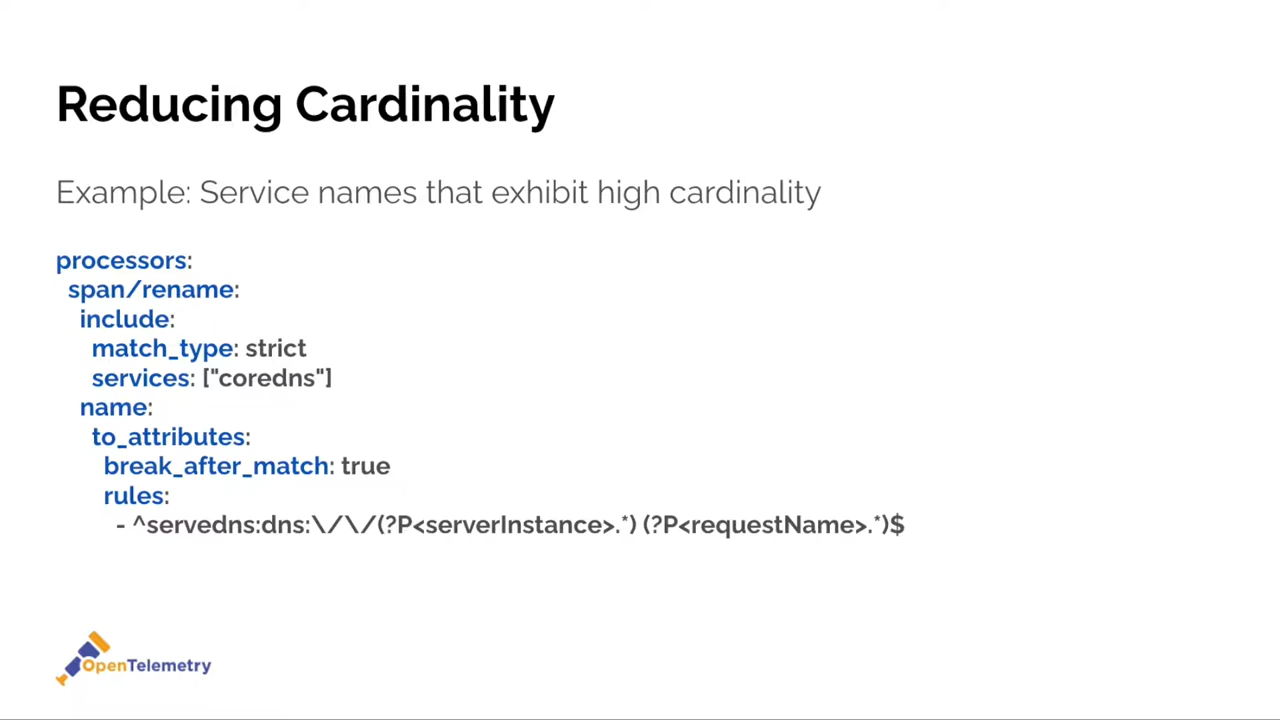 Reducing Cardinality
Example: Service names that exhibit high cardinality
processors:
  span/rename:
    include:
      match_type: strict
      services: ["coredns"]
    name:
      to_attributes:
        break_after_match: true
        rules:
          - ^servedns:dns:\/\/(?P<serverInstance>.*) (?P<requestName>.*)$
OpenTelemetry